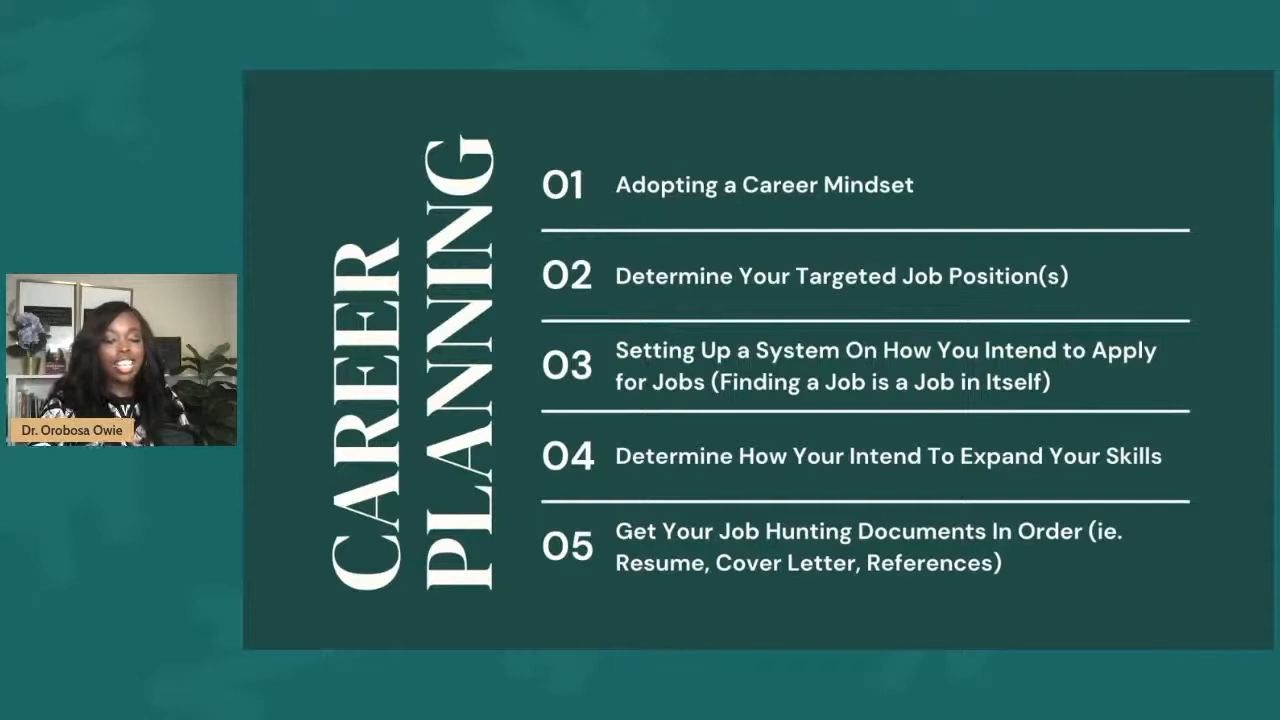 CAREER
PLANNING
01 Adopting a Career Mindset
02 Determine Your Targeted Job Position(s)
03 Setting Up a System On How You Intend to Apply
for Jobs (Finding a Job is a Job in Itself)
04 Determine How Your Intend To Expand Your Skills
05 Get Your Job Hunting Documents In Order (ie.
Resume, Cover Letter, References)
Dr. Orobosa Owie